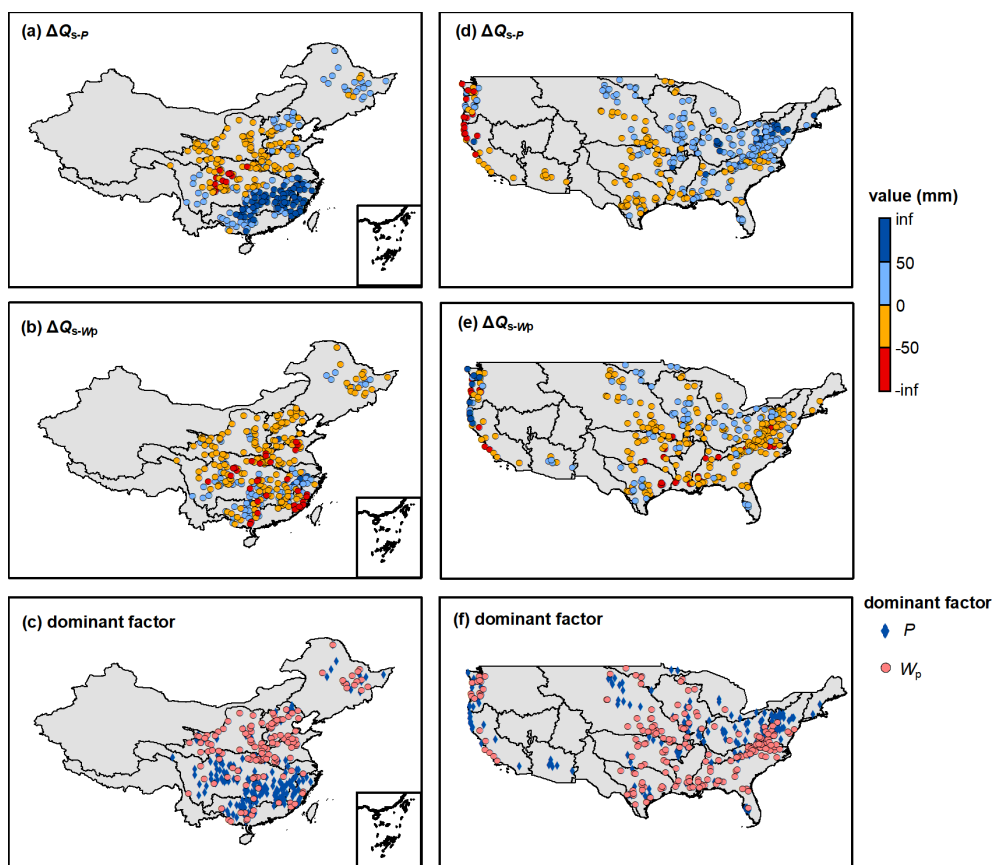 (a) ΔQs-P
(d) ΔQs-P
value (mm)
inf
50
0
-50
-inf
(b) ΔQs-Wp
(e) ΔQs-Wp
(c) dominant factor
(f) dominant factor
dominant factor
P
Wp